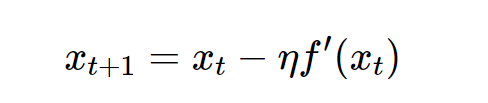 x_{t+1} = x_t − ηf′(x_t)